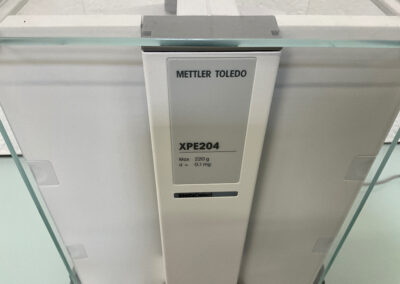 METTLER TOLEDO
XPE204
Max 220 g
d = 0.1 mg